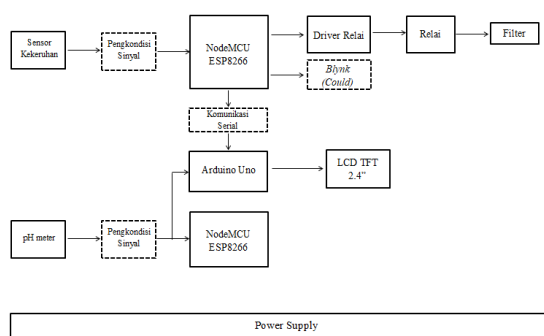 Sensor
Kekeruhan
Pengkondisi
Sinyal
NodeMCU
ESP8266
Driver Relai
Relai
Filter
Blynk
(Could)
Komunikasi
Serial
Arduino Uno
LCD TFT
2.4”
pH meter
Pengkondisi
Sinyal
NodeMCU
ESP8266
Power Supply